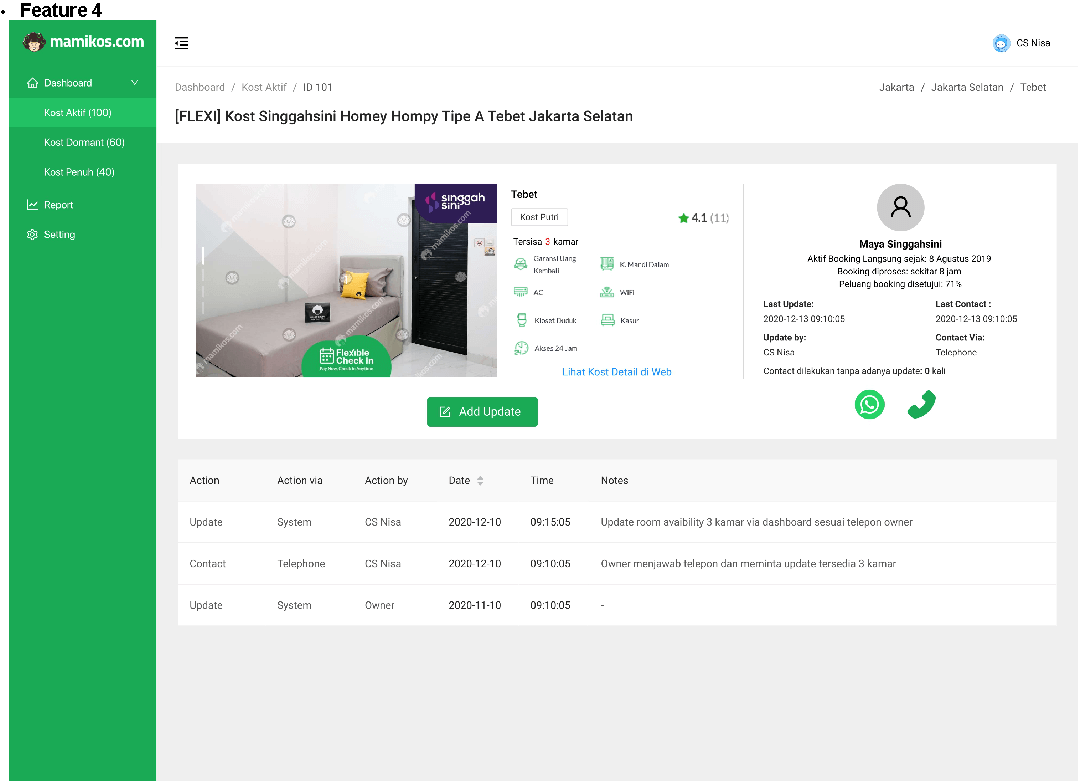 • Feature 4
mamikos.com
CS Nisa
Dashboard
Kost Aktif (100)
Kost Dormant (60)
Kost Penuh (40)
Report
Setting
Dashboard / Kost Aktif / ID 101
Jakarta / Jakarta Selatan / Tebet
[FLEXI] Kost Singgahsini Homey Hompy Tipe A Tebet Jakarta Selatan
singgah
sini
mamikos.com
Flexible
Check In
Pay Now, Check In Anytime
Tebet
Kost Putri
4.1 (11)
Tersisa 3 kamar
Garansi Uang
Kembali
K. Mandi Dalam
AC
WIFI
Kloset Duduk
Kasur
Akses 24 Jam
Lihat Kost Detail di Web
Add Update
Maya Singgahsini
Aktif Booking Langsung sejak: 8 Agustus 2019
Booking diproses: sekitar 8 jam
Peluang booking disetujui: 71%
Last Update:
Last Contact :
2020-12-13 09:10:05
2020-12-13 09:10:05
Update by:
Contact Via:
CS Nisa
Telephone
Contact dilakukan tanpa adanya update: 0 kali
Action Action via Action by Date Time Notes
Update System CS Nisa 2020-12-10 09:15:05 Update room avaibility 3 kamar via dashboard sesuai telepon owner
Contact Telephone CS Nisa 2020-12-10 09:10:05 Owner menjawab telepon dan meminta update tersedia 3 kamar
Update System Owner 2020-11-10 09:10:05 -